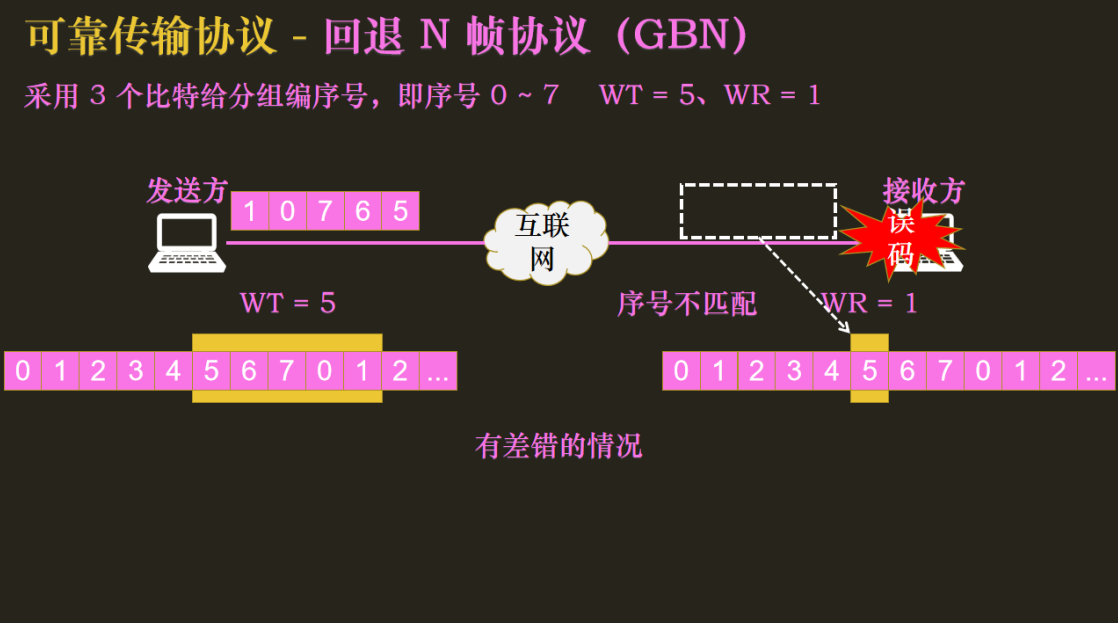 可靠传输协议 - 回退 N 帧协议（GBN）
采用 3 个比特给分组编序号，即序号 0 ~ 7 WT = 5、WR = 1
发送方
1 0 7 6 5
互联
网
接收方
误
码
WT = 5
序号不匹配
WR = 1
0 1 2 3 4 5 6 7 0 1 2 ...
0 1 2 3 4 5 6 7 0 1 2 ...
有差错的情况